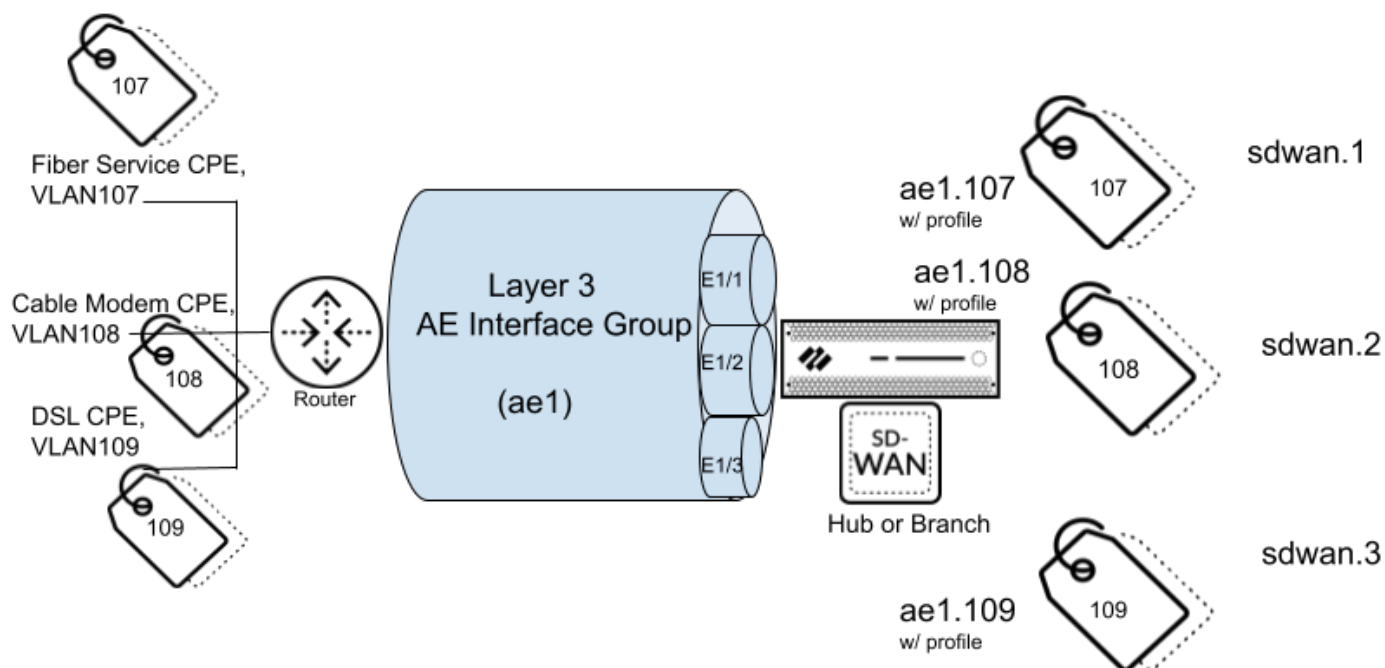 107
Fiber Service CPE,
VLAN107
Cable Modem CPE,
VLAN108
108
DSL CPE,
VLAN109
109
Router
Layer 3
AE Interface Group
(ae1)
E1/1
E1/2
E1/3
SD-
WAN
Hub or Branch
ae1.107
w/ profile
107
sdwan.1
ae1.108
w/ profile
108
sdwan.2
ae1.109
w/ profile
109
sdwan.3